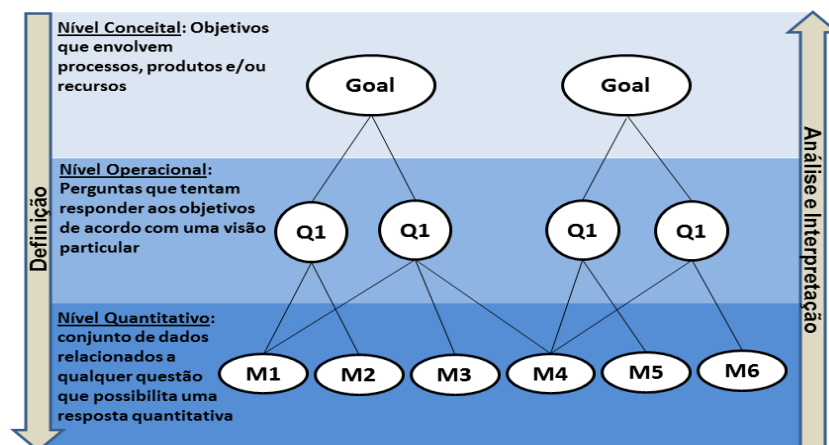 Nível Conceitual: Objetivos
que envolvem
processos, produtos e/ou
recursos
Goal
Goal
Nível Operacional:
Perguntas que tentam
responder aos objetivos
de acordo com uma visão
particular
Q1
Q1
Q1
Q1
Nível Quantitativo:
conjunto de dados
relacionados a
qualquer questão
que possibilita uma
resposta quantitativa
M1
M2
M3
M4
M5
M6
Definição
Análise e Interpretação